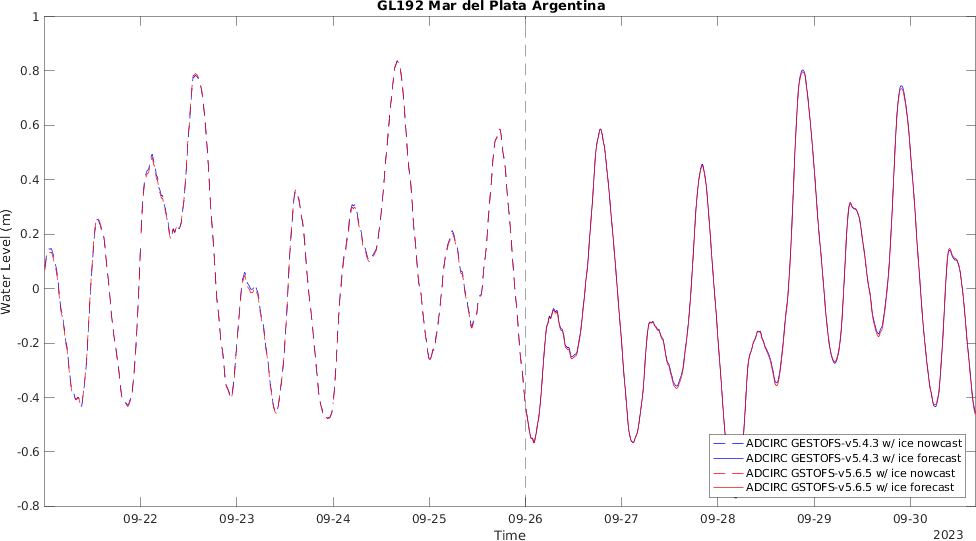 GL192 Mar del Plata Argentina
1
0.8
0.6
0.4
0.2
0
-0.2
-0.4
-0.6
-0.8
Water Level (m)
ADCIRC GESTOFS-v5.4.3 w/ ice nowcast
ADCIRC GESTOFS-v5.4.3 w/ ice forecast
ADCIRC GSTOFS-v5.6.5 w/ ice nowcast
ADCIRC GSTOFS-v5.6.5 w/ ice forecast
09-22 09-23 09-24 09-25 09-26 09-27 09-28 09-29 09-30
Time
2023